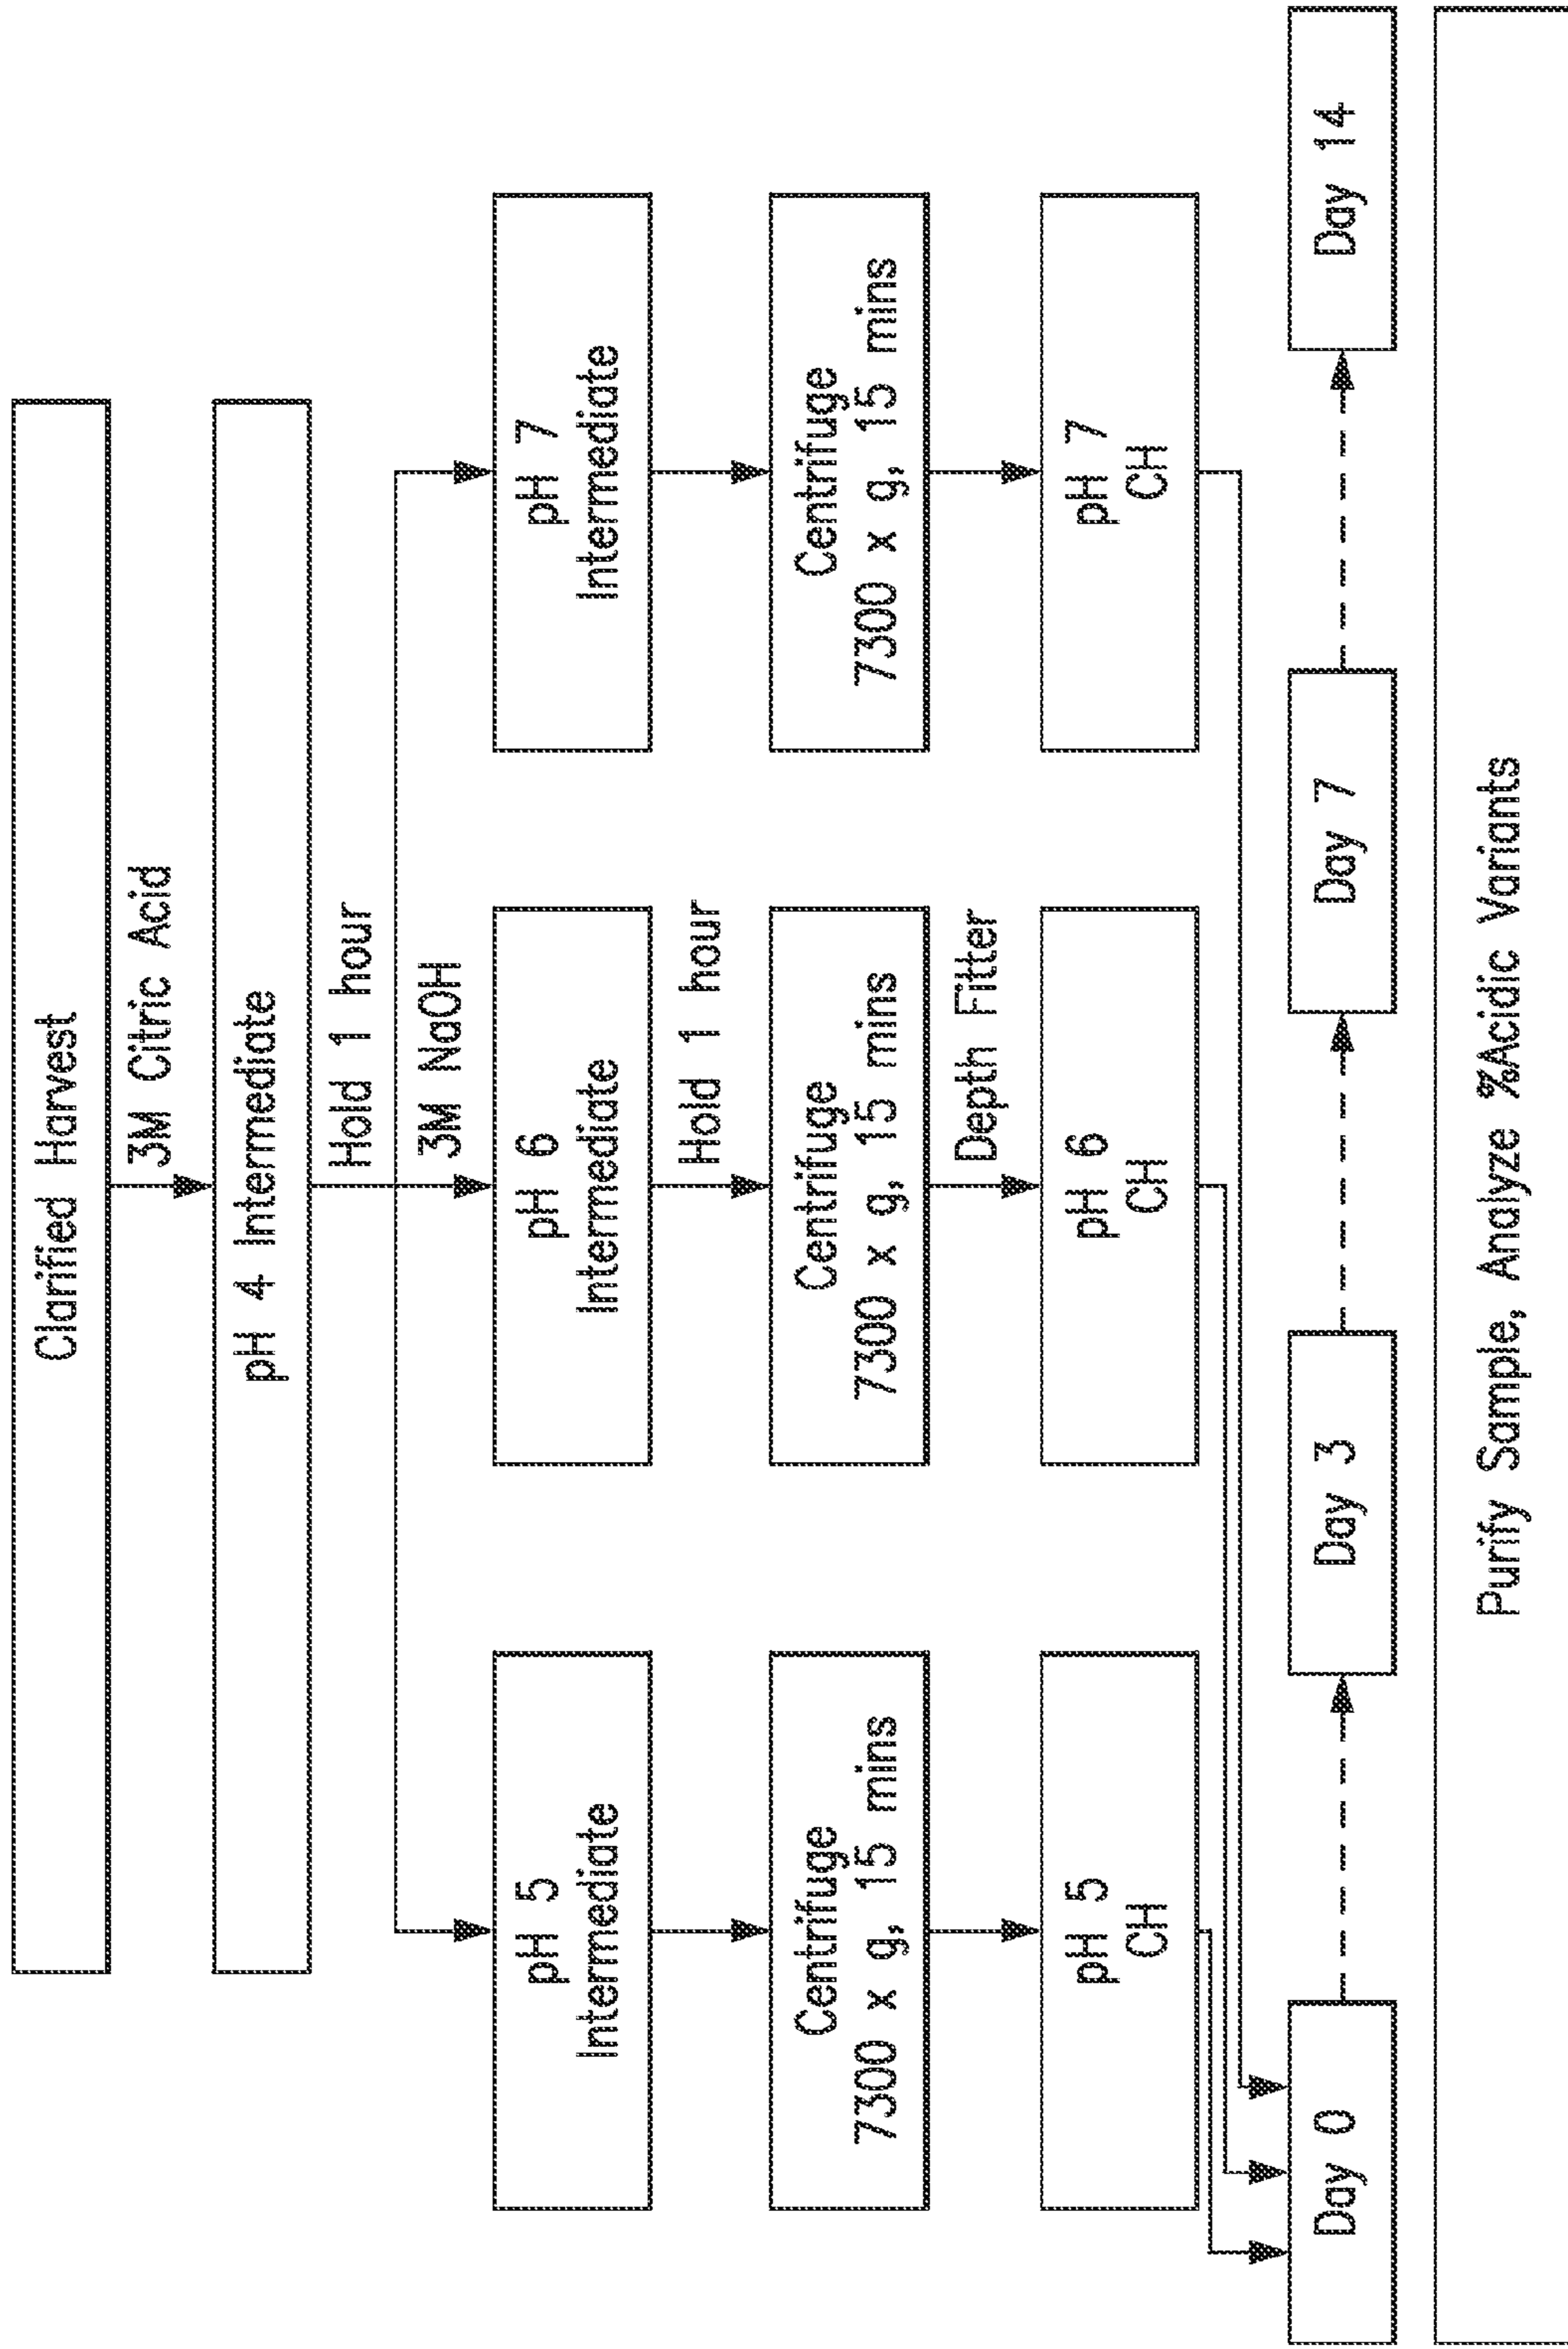 Clarified Harvest
3M Citric Acid
pH 4 Intermediate
Hold 1 hour
3M NaOH
pH 5
Intermediate
pH 6
Intermediate
pH 7
Intermediate
Hold 1 hour
Centrifuge
7300 x g, 15 mins
Centrifuge
7300 x g, 15 mins
Centrifuge
7300 x g, 15 mins
Depth Fitter
pH 5
CH
pH 6
CH
pH 7
CH
Day 0
Day 3
Day 7
Day 14
Purify Sample, Analyze %Acidic Variants